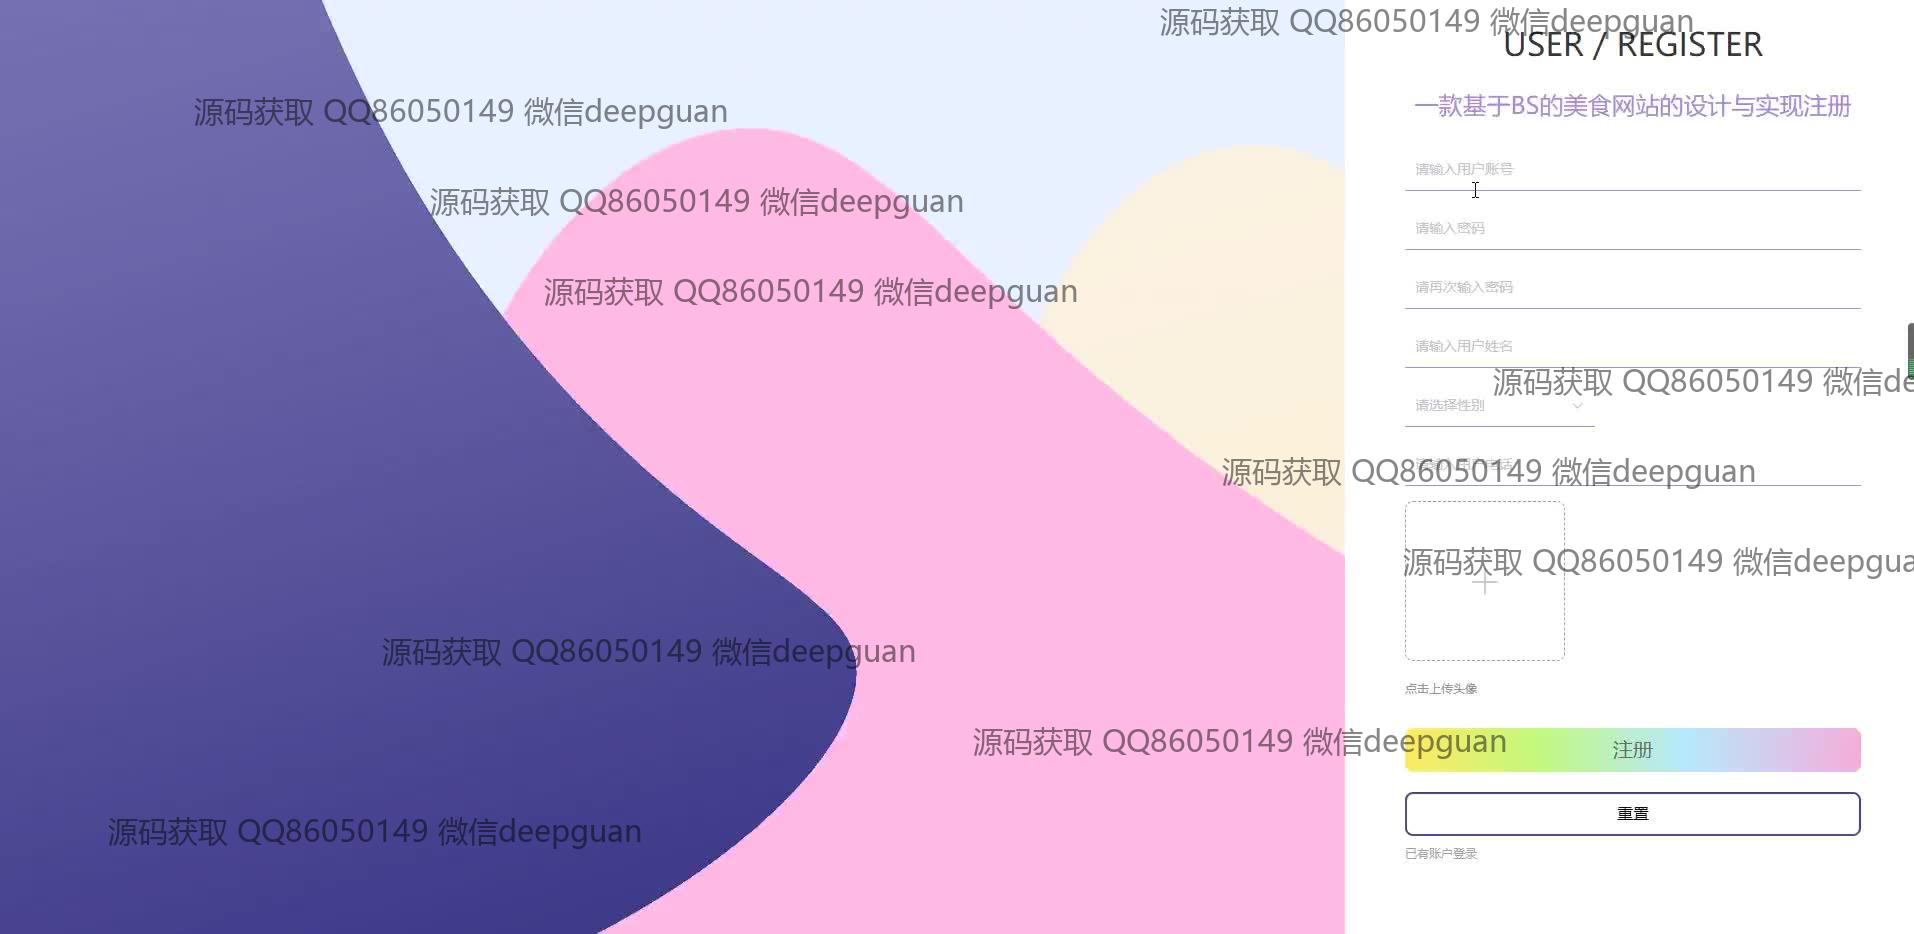 源码获取 QQ86050149 微信deepguan
USER / REGISTER
一款基于BS的美食网站的设计与实现注册
源码获取 QQ86050149 微信deepguan
请输入用户账号
源码获取 QQ86050149 微信deepguan
请输入密码
源码获取 QQ86050149 微信deepguan
请再次输入密码
请输入用户姓名
源码获取 QQ86050149 微信de
请选择性别
请输入用户电话
源码获取 QQ86050149 微信deepguan
源码获取 QQ86050149 微信deepgua
源码获取 QQ86050149 微信deepguan
点击上传头像
源码获取 QQ86050149 微信deepguan
注册
重置
源码获取 QQ86050149 微信deepguan
已有账户登录